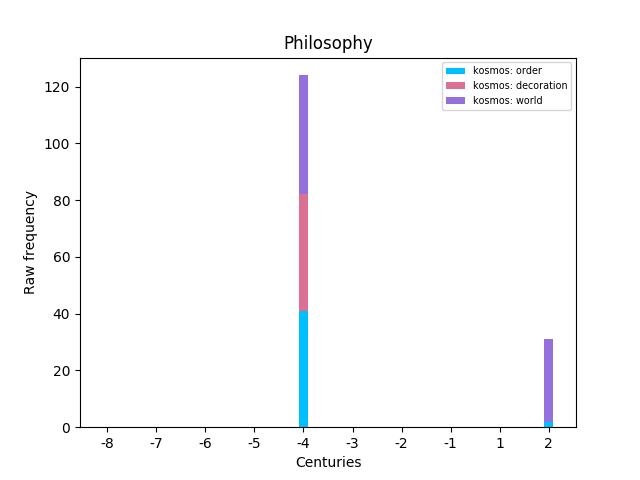 Philosophy
kosmos: order
kosmos: decoration
kosmos: world
120
100
80
60
40
20
0
Raw frequency
-8 -7 -6 -5 -4 -3 -2 -1 1 2
Centuries